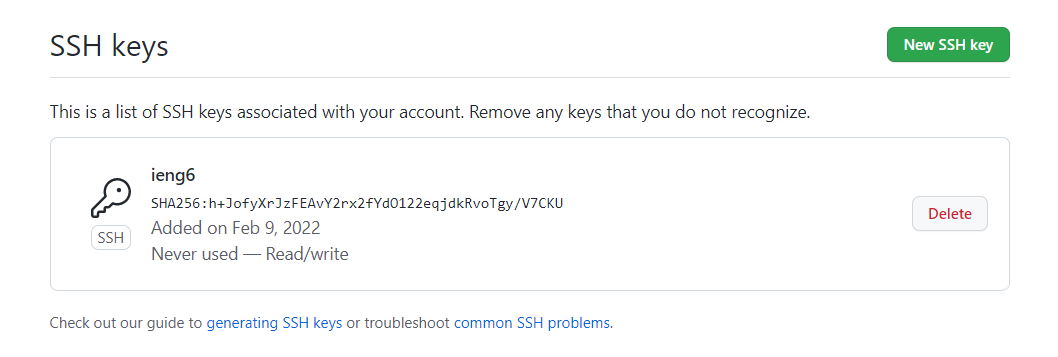 SSH keys
New SSH key
This is a list of SSH keys associated with your account. Remove any keys that you do not recognize.
ieng6
SHA256:h+JofyXrJzFEAvY2rx2fYdO122eqjdkRvoTgy/V7CKU
SSH
Added on Feb 9, 2022
Never used — Read/write
Delete
Check out our guide to generating SSH keys or troubleshoot common SSH problems.